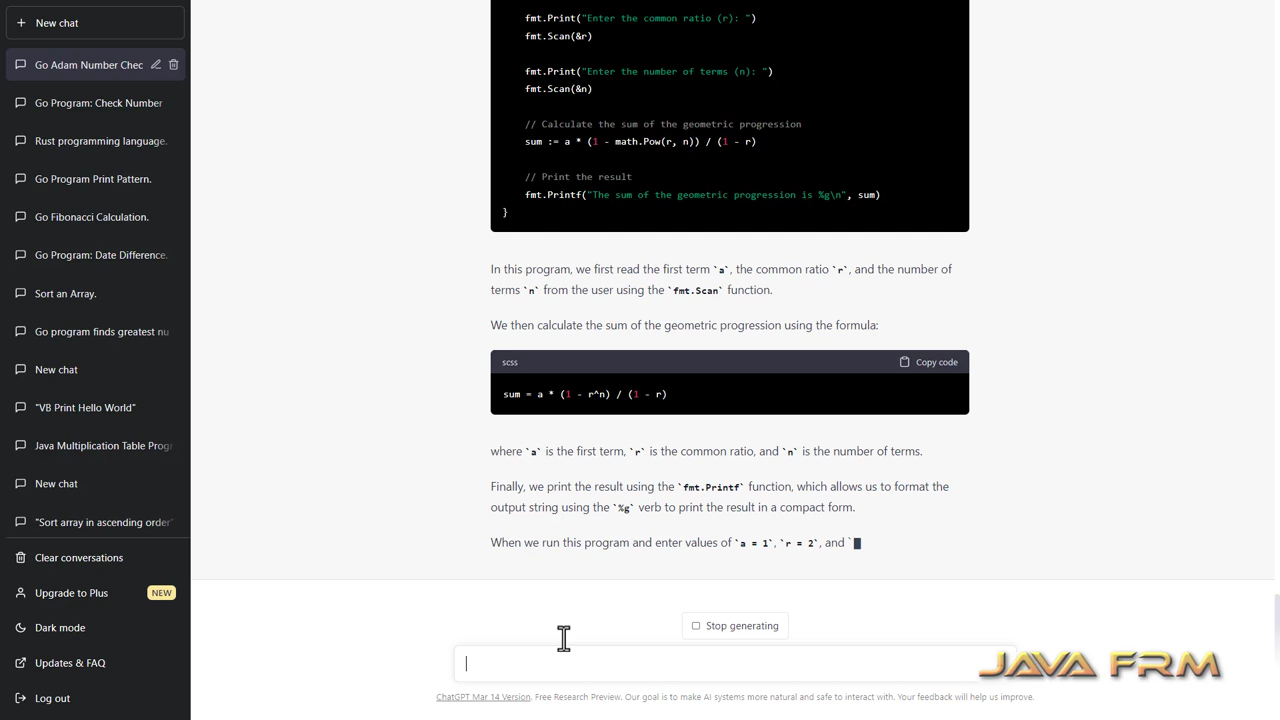 New chat
Go Adam Number Chec
Go Program: Check Number
Rust programming language.
Go Program Print Pattern.
Go Fibonacci Calculation.
Go Program: Date Difference.
Sort an Array.
Go program finds greatest nu
New chat
"VB Print Hello World"
Java Multiplication Table Prog
New chat
"Sort array in ascending order"
Clear conversations
Upgrade to Plus NEW
Dark mode
Updates & FAQ
Log out
fmt.Print("Enter the common ratio (r): ")
fmt.Scan(&r)
fmt.Print("Enter the number of terms (n): ")
fmt.Scan(&n)
// Calculate the sum of the geometric progression
sum := a * (1 - math.Pow(r, n)) / (1 - r)
// Print the result
fmt.Printf("The sum of the geometric progression is %g\n", sum)
}
In this program, we first read the first term `a`, the common ratio `r`, and the number of
terms `n` from the user using the `fmt.Scan` function.
We then calculate the sum of the geometric progression using the formula:
scss Copy code
sum = a * (1 - r^n) / (1 - r)
where `a` is the first term, `r` is the common ratio, and `n` is the number of terms.
Finally, we print the result using the `fmt.Printf` function, which allows us to format the
output string using the `%g` verb to print the result in a compact form.
When we run this program and enter values of `a = 1`, `r = 2`, and `
Stop generating
JAVA FRM
ChatGPT Mar 14 Version. Free Research Preview. Our goal is to make AI systems more natural and safe to interact with. Your feedback will help us improve.